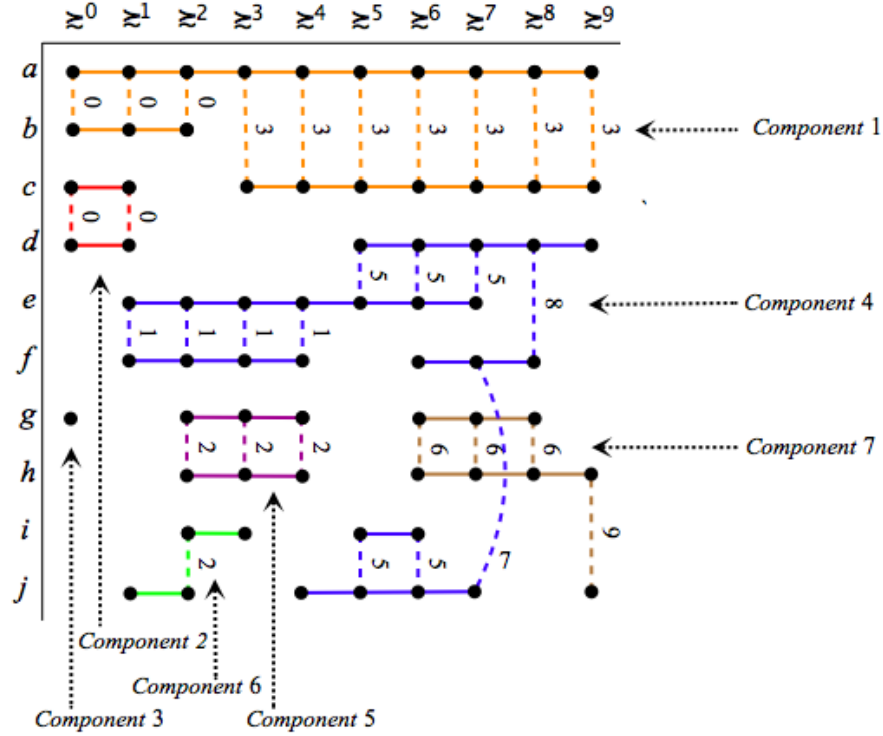 0 1 2 3 4 5 6 7 8 9
a
0 0 0
b 3 3 3 3 3 3 3 Component 1
c
0 0
d
5 5 5
e 8 Component 4
1 1 1 1
f
g
2 2 2 6 6 6 Component 7
h
i 9
2 5 5 7
j
Component 2
Component 6
Component 3 Component 5